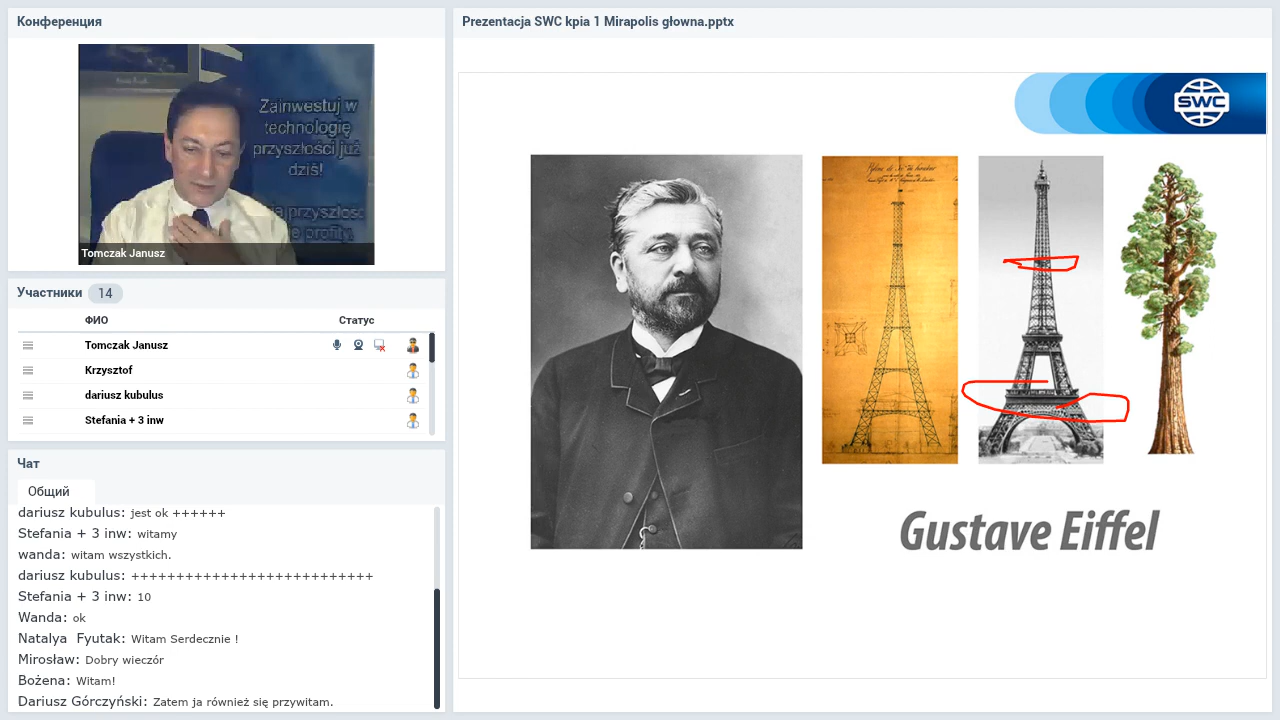 Конференция
Zainwestuj w
technologię
przyszłości już
dziś!
Tomczak Janusz
Участники 14
ФИО Статус
Tomczak Janusz
Krzysztof
dariusz kubulus
Stefania + 3 inw
Чат
Общий
dariusz kubulus: jest ok ++++++
Stefania + 3 inw: witamy
wanda: witam wszystkich.
dariusz kubulus: +++++++++++++++++++++++++++
Stefania + 3 inw: 10
Wanda: ok
Natalya Fyutak: Witam Serdecznie !
Mirosław: Dobry wieczór
Bożena: Witam!
Dariusz Górczyński: Zatem ja również się przywitam.
Prezentacja SWC kpia 1 Mirapolis głowna.pptx
SWC
Gustave Eiffel